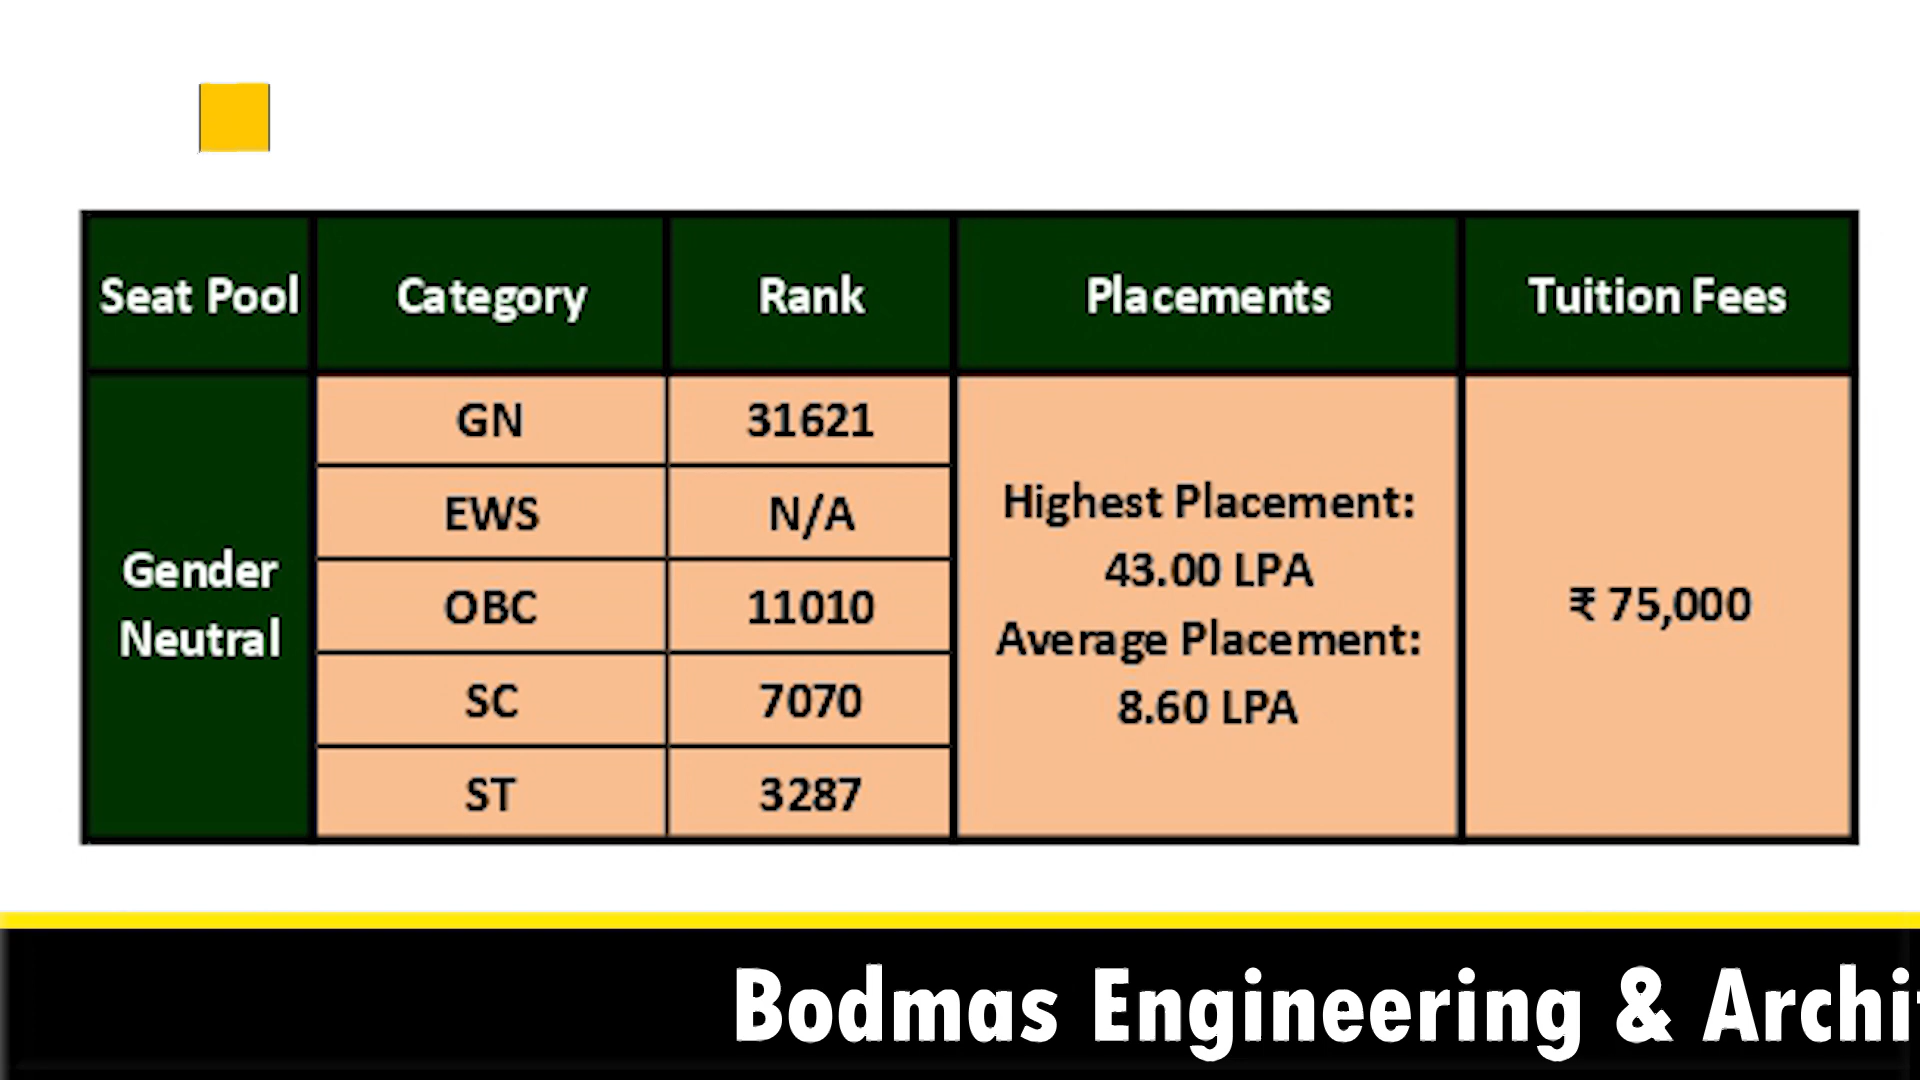 Seat Pool Category Rank Placements Tuition Fees
Gender
Neutral
GN 31621
EWS N/A
OBC 11010
SC 7070
ST 3287
Highest Placement:
43.00 LPA
Average Placement:
8.60 LPA
₹ 75,000
Bodmas Engineering & Archi